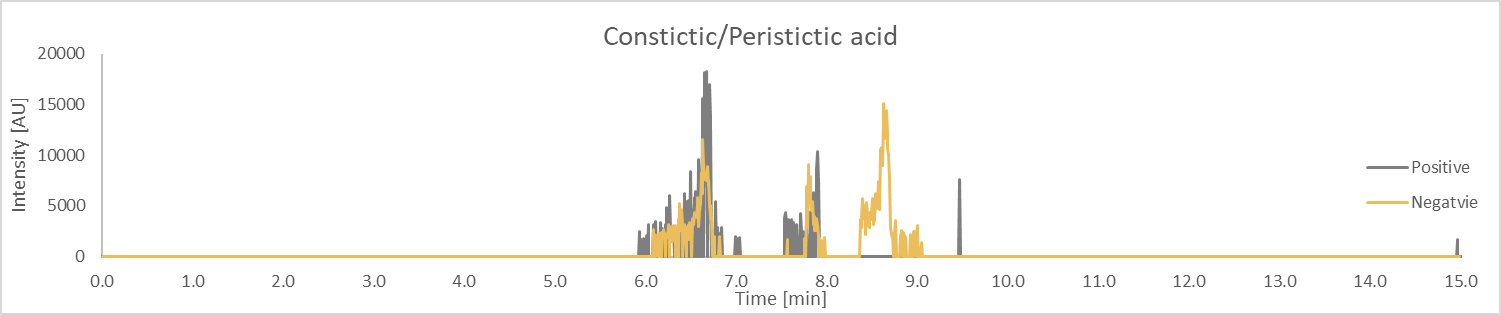 Constictic/Peristictic acid
20000
15000
10000
5000
0
Intensity [AU]
0.0 1.0 2.0 3.0 4.0 5.0 6.0 7.0 8.0 9.0 10.0 11.0 12.0 13.0 14.0 15.0
Time [min]
Positive
Negatvie